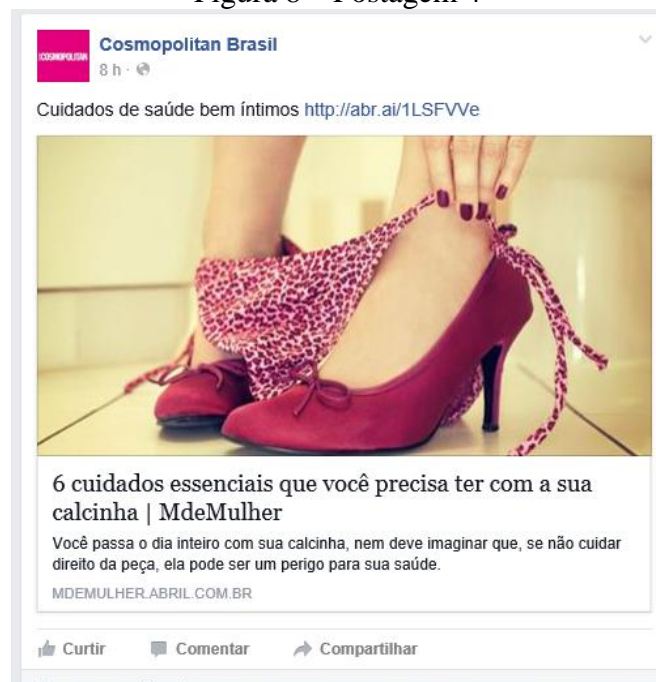 Figura 8 – Postagem 4
COSMOPOLITAN
Cosmopolitan Brasil
8 h ·
Cuidados de saúde bem íntimos http://abr.ai/1LSFVVe
6 cuidados essenciais que você precisa ter com a sua
calcinha | MdeMulher
Você passa o dia inteiro com sua calcinha, nem deve imaginar que, se não cuidar
direito da peça, ela pode ser um perigo para sua saúde.
MDEMULHER.ABRIL.COM.BR
Curtir Comentar Compartilhar